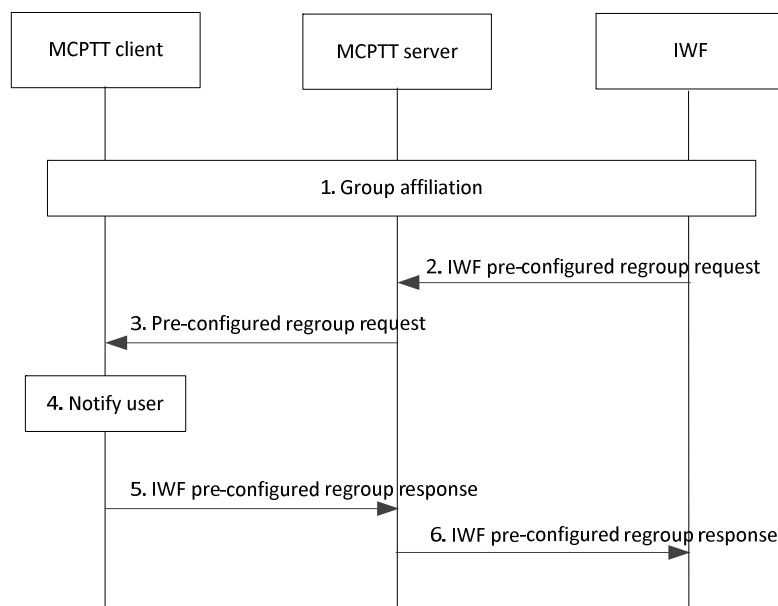 MCPTT client
MCPTT server
IWF
1. Group affiliation
2. IWF pre-configured regroup request
3. Pre-configured regroup request
4. Notify user
5. IWF pre-configured regroup response
6. IWF pre-configured regroup response